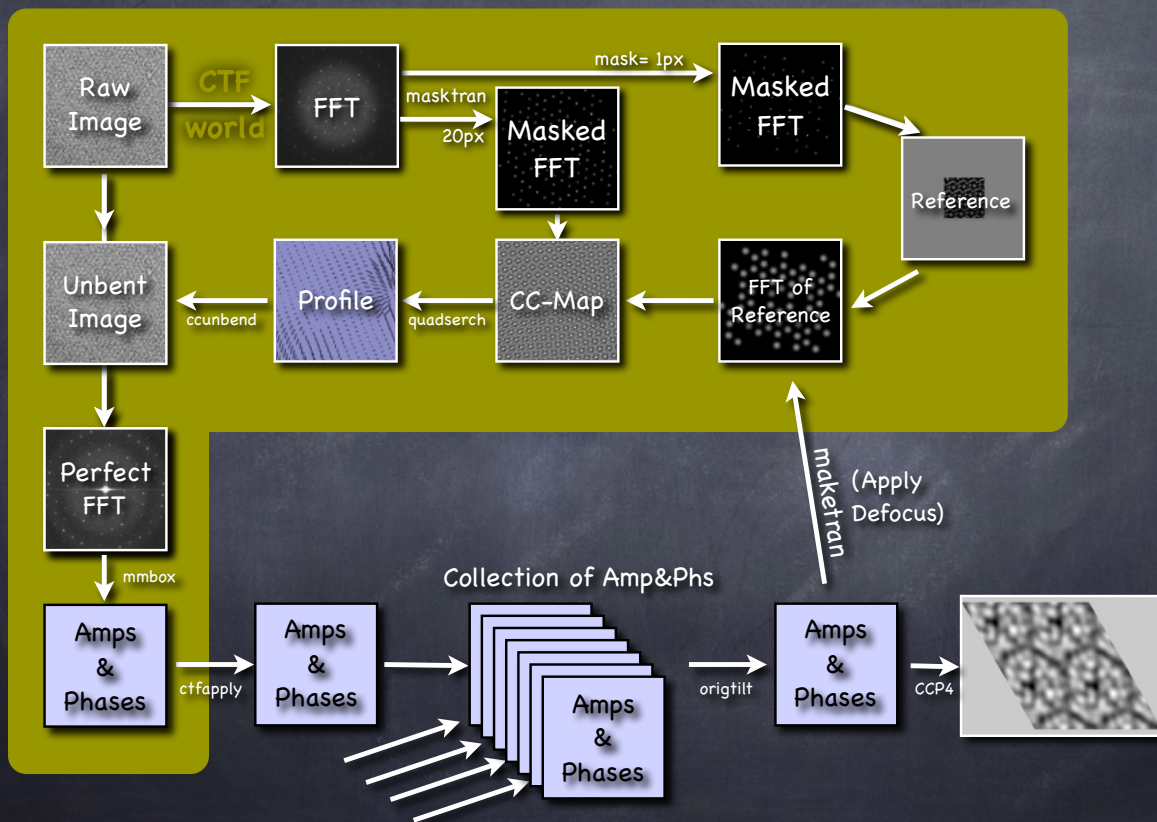 Raw
Image
CTF
world
FFT
mask= 1px
masktran
20px
Masked
FFT
Masked
FFT
Reference
Unbent
Image
ccunbend
Profile
quadserch
CC-Map
FFT of
Reference
Perfect
FFT
maketran
(Apply
Defocus)
mmbox
Collection of Amp&Phs
Amps
&
Phases
ctfapply
Amps
&
Phases
Amps
&
Phases
origtilt
Amps
&
Phases
CCP4